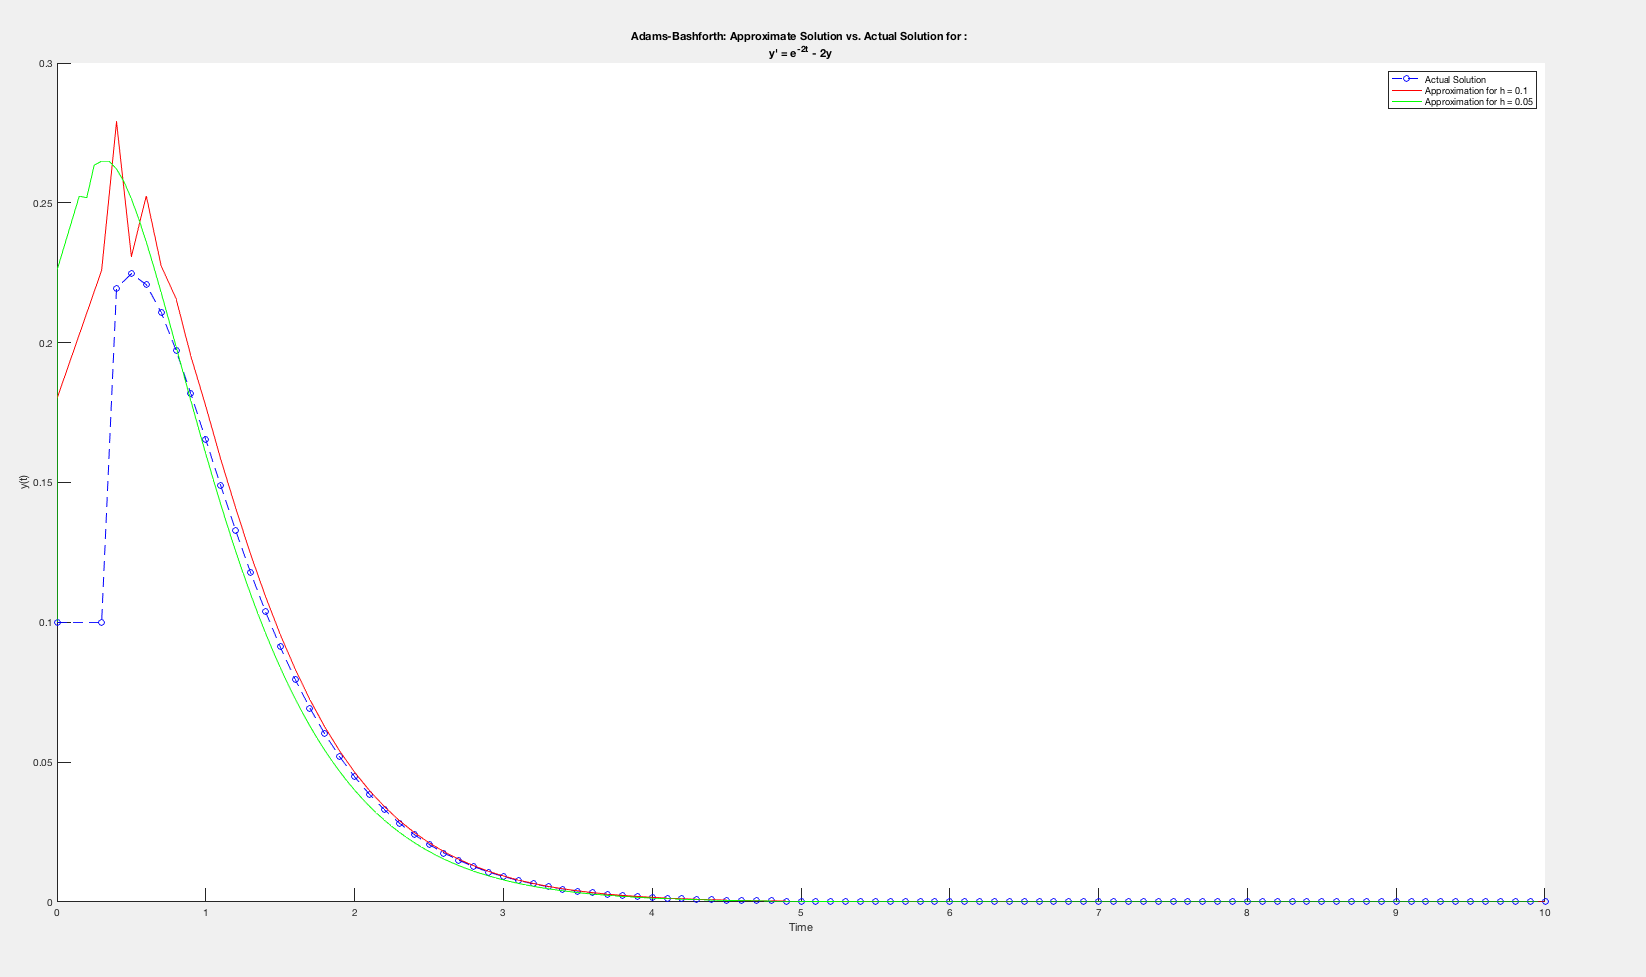 Adams-Bashforth: Approximate Solution vs. Actual Solution for :
y' = e^-2t - 2y
Actual Solution
Approximation for h = 0.1
Approximation for h = 0.05
0.3
0.25
0.2
0.15
0.1
0.05
0
y(t)
0 1 2 3 4 5 6 7 8 9 10
Time